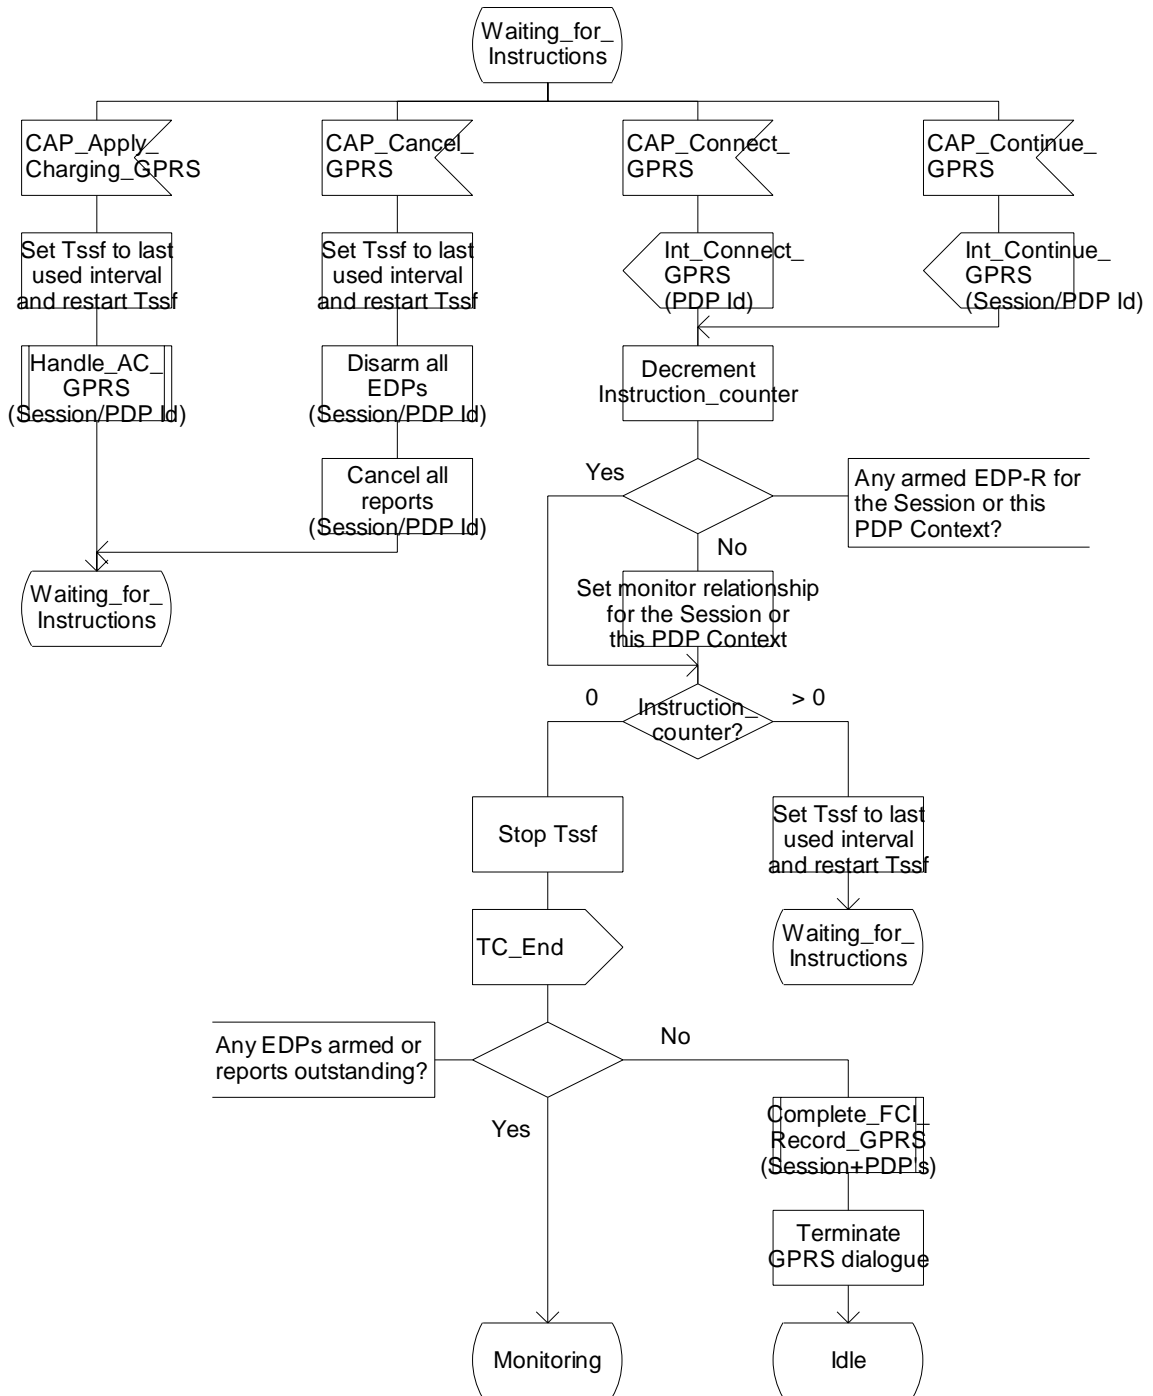 Waiting_for_
Instructions
CAP_Apply_
Charging_GPRS
CAP_Cancel_
GPRS
CAP_Connect_
GPRS
CAP_Continue_
GPRS
Set Tssf to last
used interval
and restart Tssf
Set Tssf to last
used interval
and restart Tssf
Int_Connect_
GPRS
(PDP Id)
Int_Continue_
GPRS
(Session/PDP Id)
Handle_AC_
GPRS
(Session/PDP Id)
Disarm all
EDPs
(Session/PDP Id)
Decrement
Instruction_counter
Cancel all
reports
(Session/PDP Id)
Yes
Any armed EDP-R for
the Session or this
PDP Context?
No
Waiting_for_
Instructions
Set monitor relationship
for the Session or
this PDP Context
0
Instruction_
counter?
> 0
Stop Tssf
Set Tssf to last
used interval
and restart Tssf
TC_End
Waiting_for_
Instructions
Any EDPs armed or
reports outstanding?
No
Yes
Complete_FCI_
Record_GPRS
(Session+PDP's)
Terminate
GPRS dialogue
Monitoring
Idle